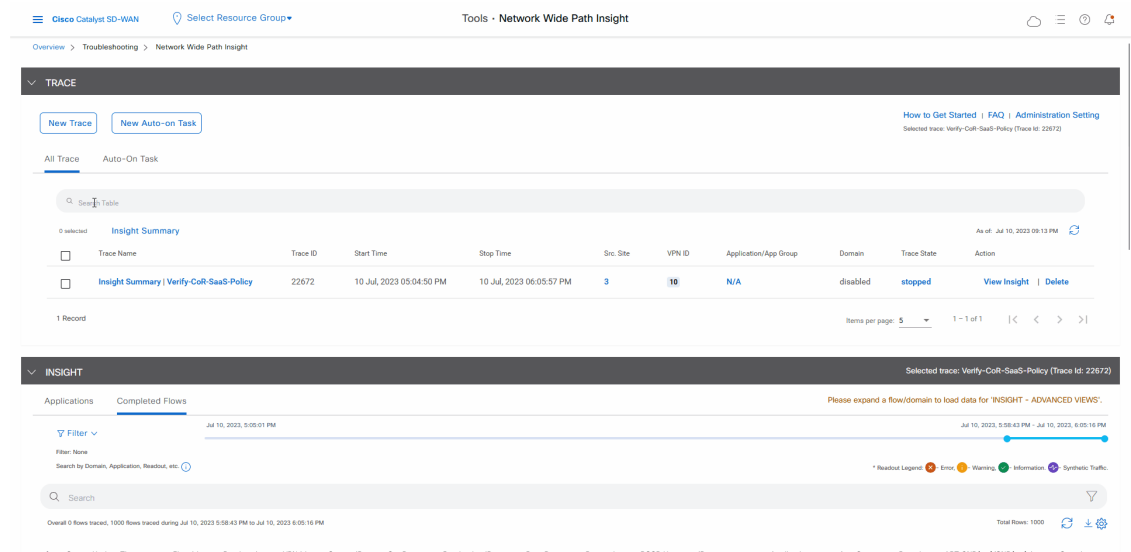 Cisco Catalyst SD-WAN
Select Resource Group▾
Tools · Network Wide Path Insight
Overview > Troubleshooting > Network Wide Path Insight
TRACE
New Trace
New Auto-on Task
How to Get Started | FAQ | Administration Setting
Selected trace: Verify-CoR-SaaS-Policy (Trace Id: 22672)
All Trace
Auto-On Task
Search Table
0 selected
Insight Summary
As of: Jul 10, 2023 09:13 PM
Trace Name Trace ID Start Time Stop Time Src. Site VPN ID Application/App Group Domain Trace State Action
Insight Summary | Verify-CoR-SaaS-Policy 22672 10 Jul, 2023 05:04:50 PM 10 Jul, 2023 06:05:57 PM 3 10 N/A disabled stopped View Insight | Delete
1 Record
Items per page: 5
1 – 1 of 1
INSIGHT
Selected trace: Verify-CoR-SaaS-Policy (Trace Id: 22672)
Applications
Completed Flows
Please expand a flow/domain to load data for 'INSIGHT - ADVANCED VIEWS'.
Filter
Jul 10, 2023, 5:05:01 PM
Jul 10, 2023, 5:58:43 PM - Jul 10, 2023, 6:05:16 PM
Filter: None
Search by Domain, Application, Readout, etc.
* Readout Legend: - Error, - Warning, - Information, - Synthetic Traffic.
Search
Overall 0 flows traced, 1000 flows traced during Jul 10, 2023 5:58:43 PM to Jul 10, 2023 6:05:16 PM
Total Rows: 1000